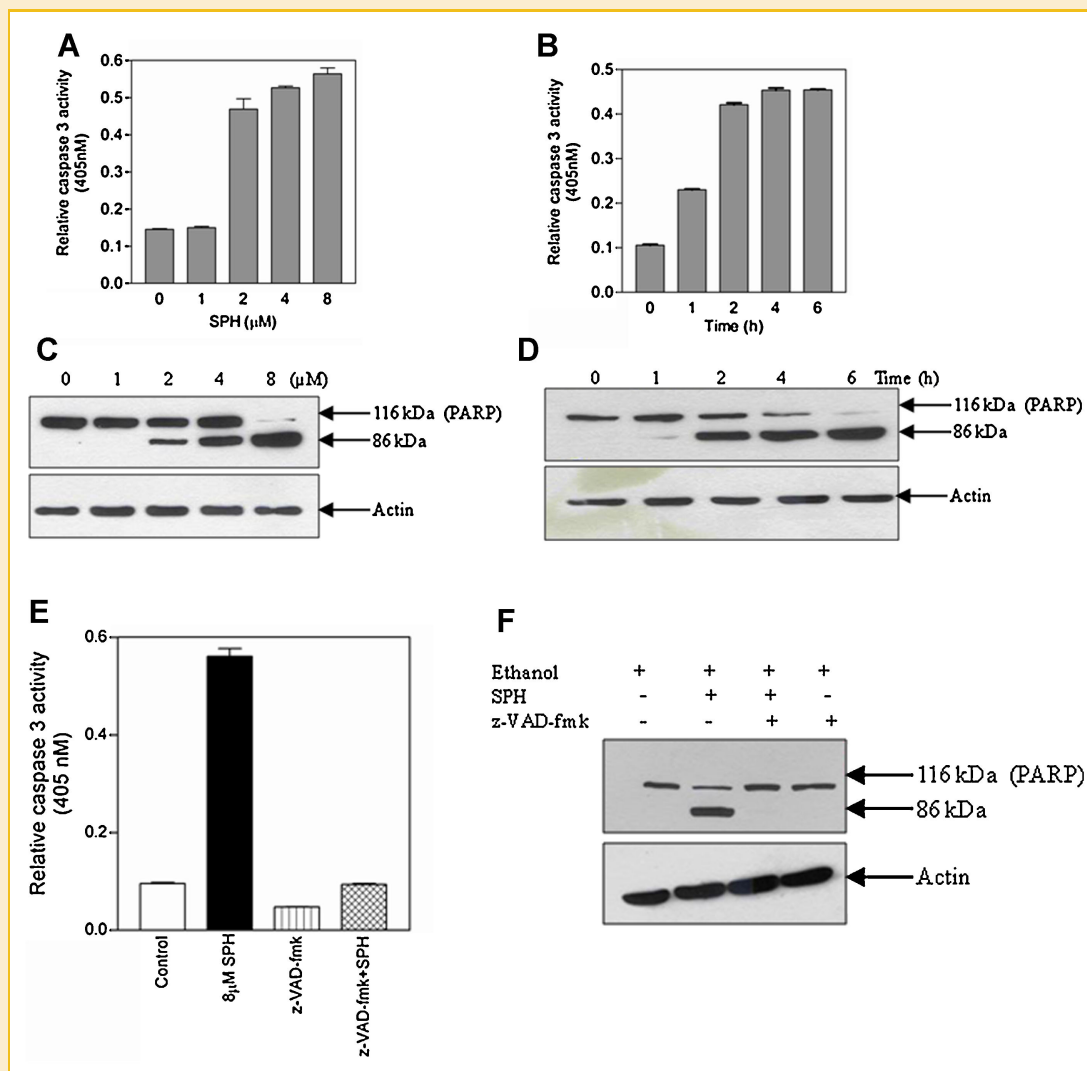 A
Relative caspase 3 activity
(405nM)
0.6
0.5
0.4
0.3
0.2
0.1
0.0
0 1 2 4 8
SPH (µM)
B
Relative caspase 3 activity
(405nM)
0.5
0.4
0.3
0.2
0.1
0.0
0 1 2 4 6
Time (h)
C
0 1 2 4 8 (µM)
116 kDa (PARP)
86 kDa
Actin
D
0 1 2 4 6 Time (h)
116 kDa (PARP)
86 kDa
Actin
E
Relative caspase 3 activity
(405 nM)
0.6
0.4
0.2
0.0
Control
8µM SPH
z-VAD-fmk
z-VAD-fmk+SPH
F
Ethanol + + + +
SPH - + + -
z-VAD-fmk - - + +
116 kDa (PARP)
86 kDa
Actin